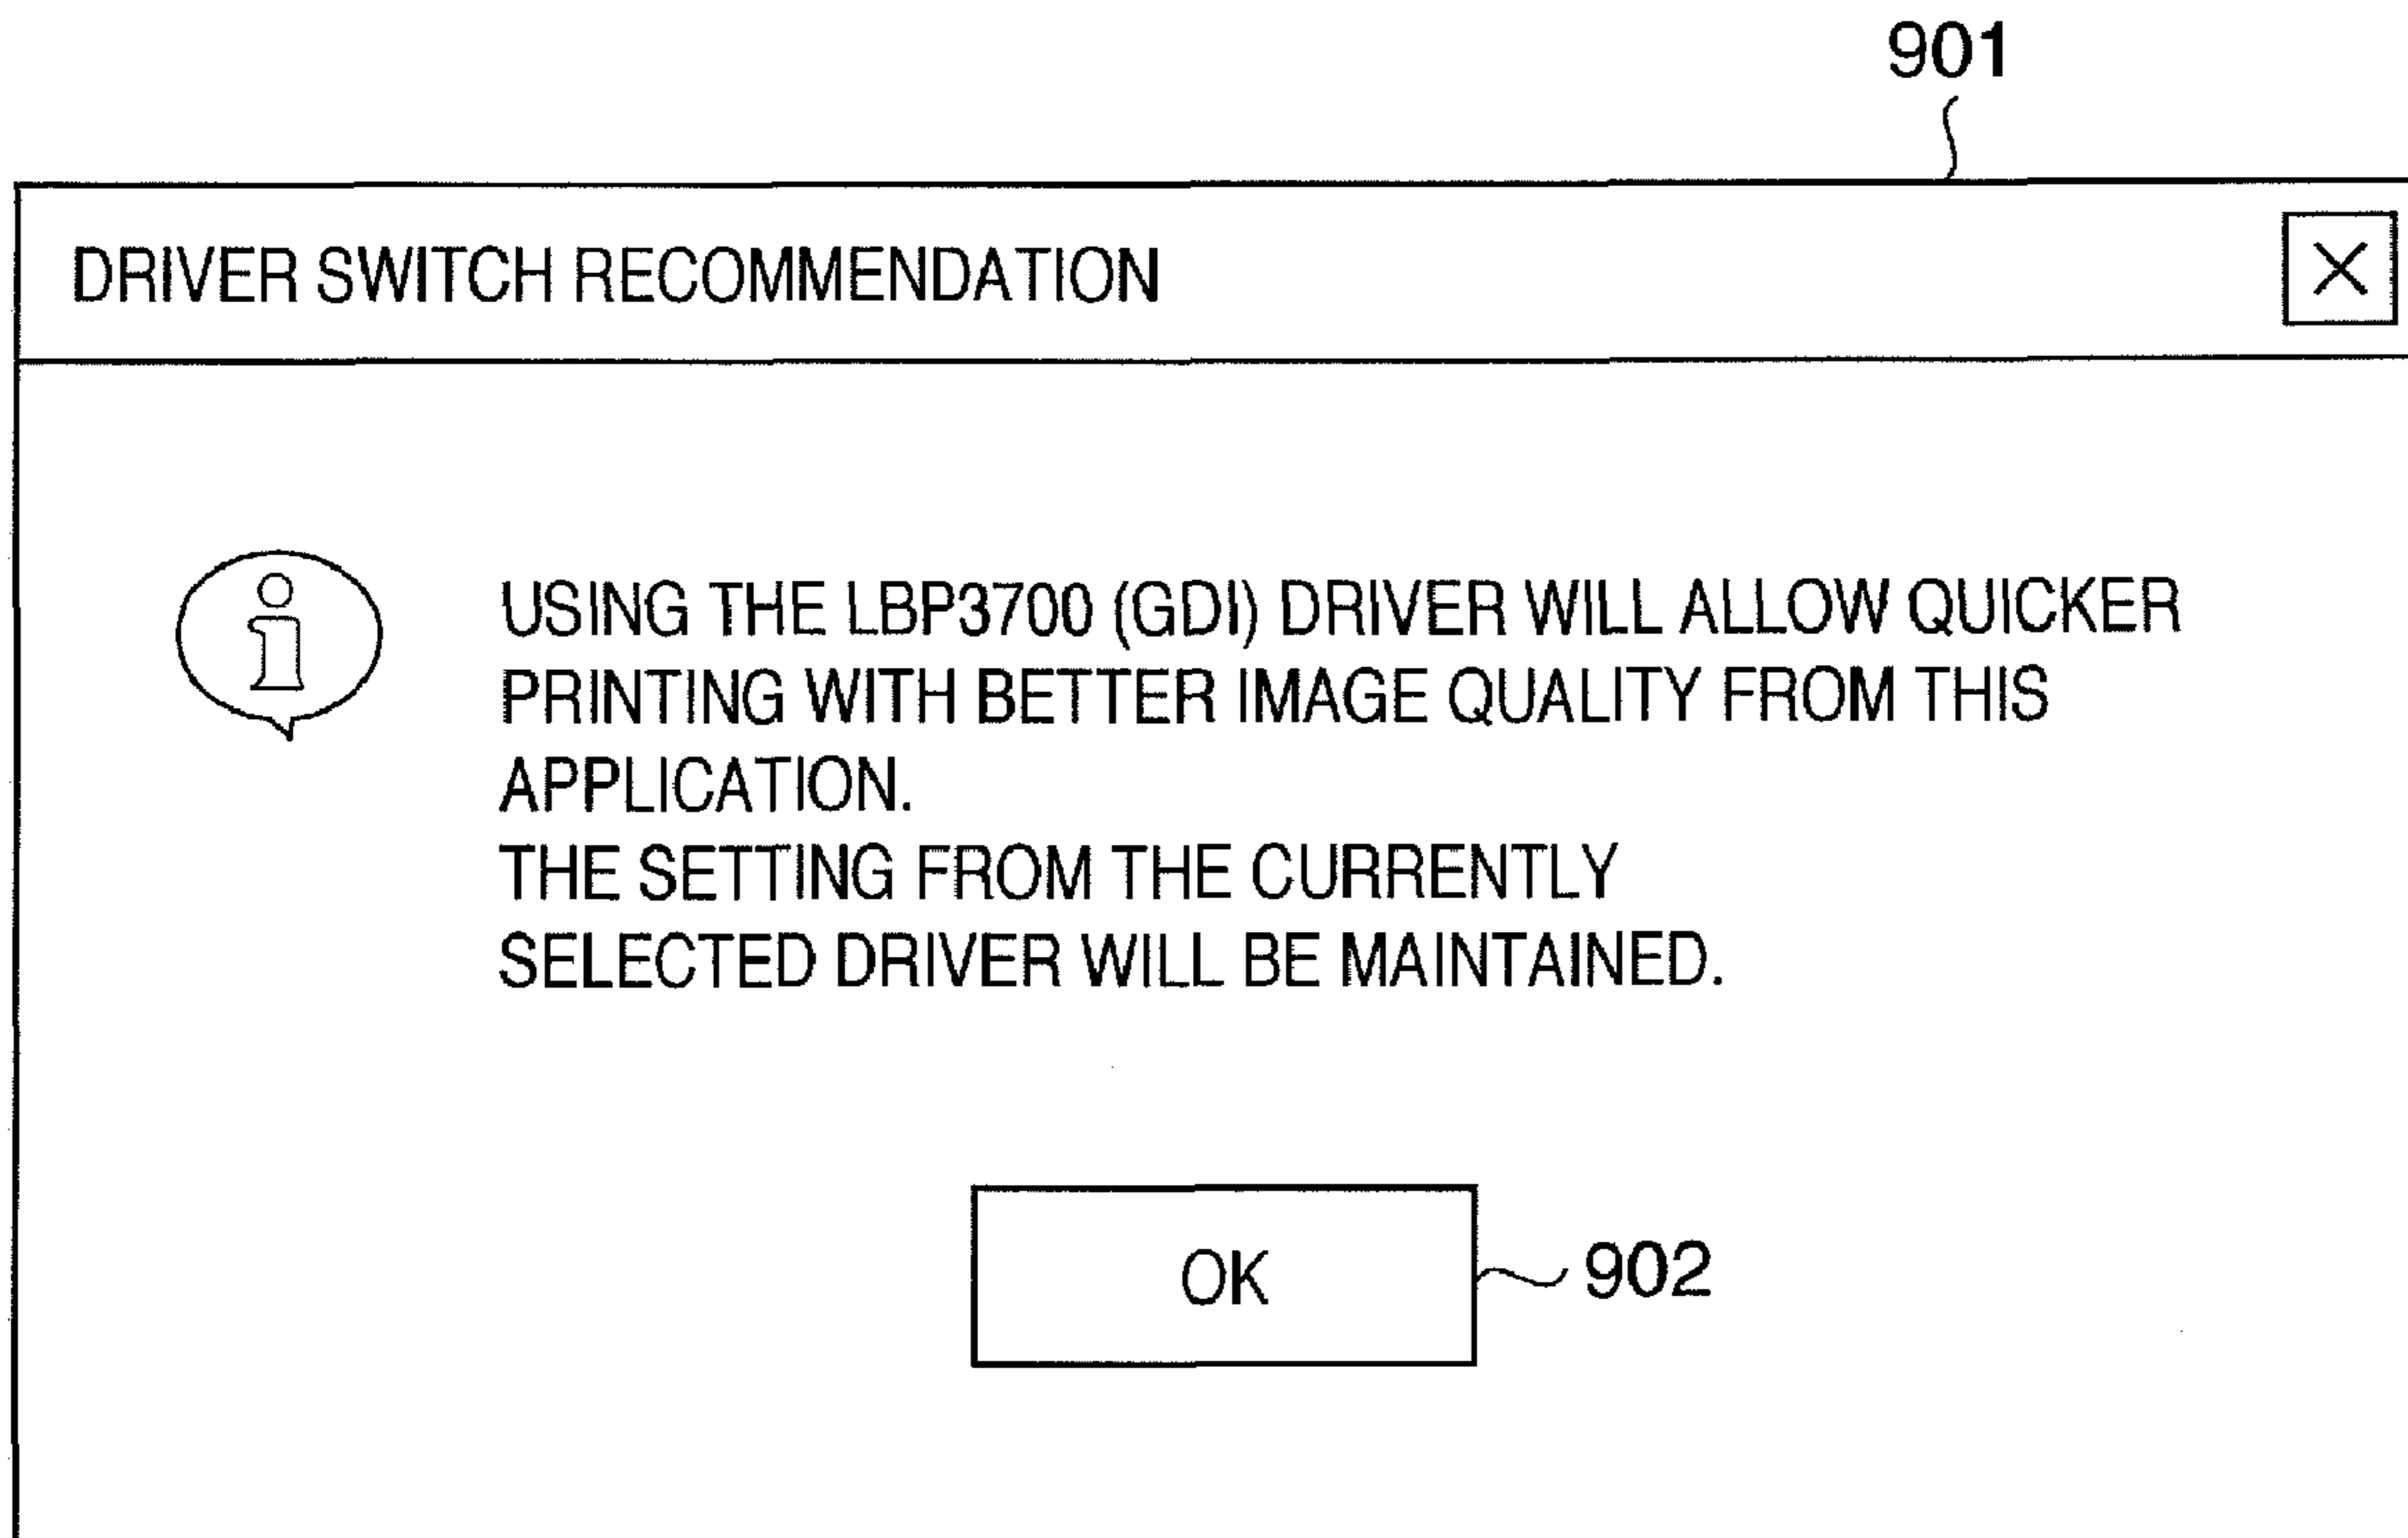 901
DRIVER SWITCH RECOMMENDATION
USING THE LBP3700 (GDI) DRIVER WILL ALLOW QUICKER
PRINTING WITH BETTER IMAGE QUALITY FROM THIS
APPLICATION.
THE SETTING FROM THE CURRENTLY
SELECTED DRIVER WILL BE MAINTAINED.
OK
902